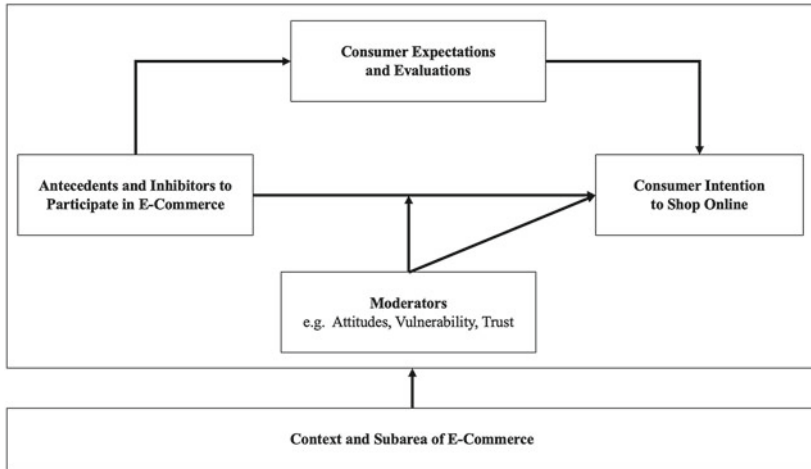 Consumer Expectations
and Evaluations
Antecedents and Inhibitors to
Participate in E-Commerce
Consumer Intention
to Shop Online
Moderators
e.g. Attitudes, Vulnerability, Trust
Context and Subarea of E-Commerce